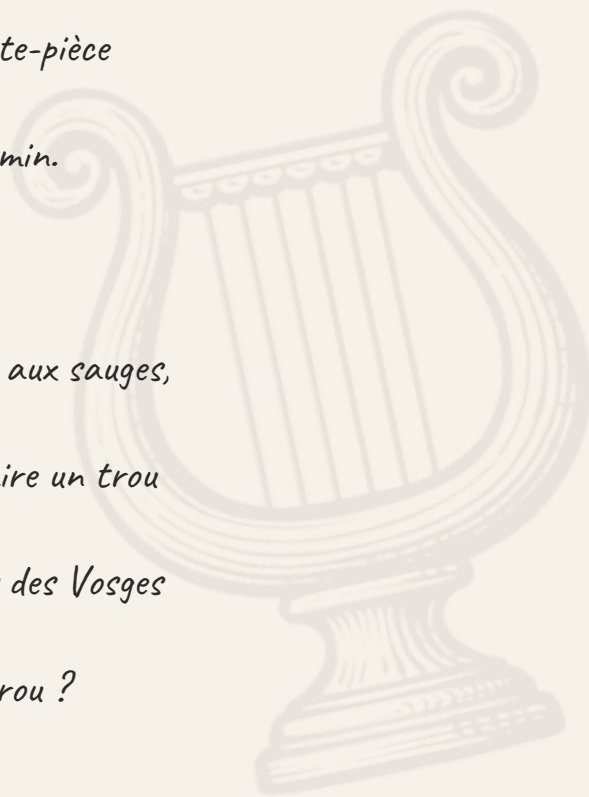 te-pièce
min.
aux sauges,
ire un trou
des Vosges
rou ?